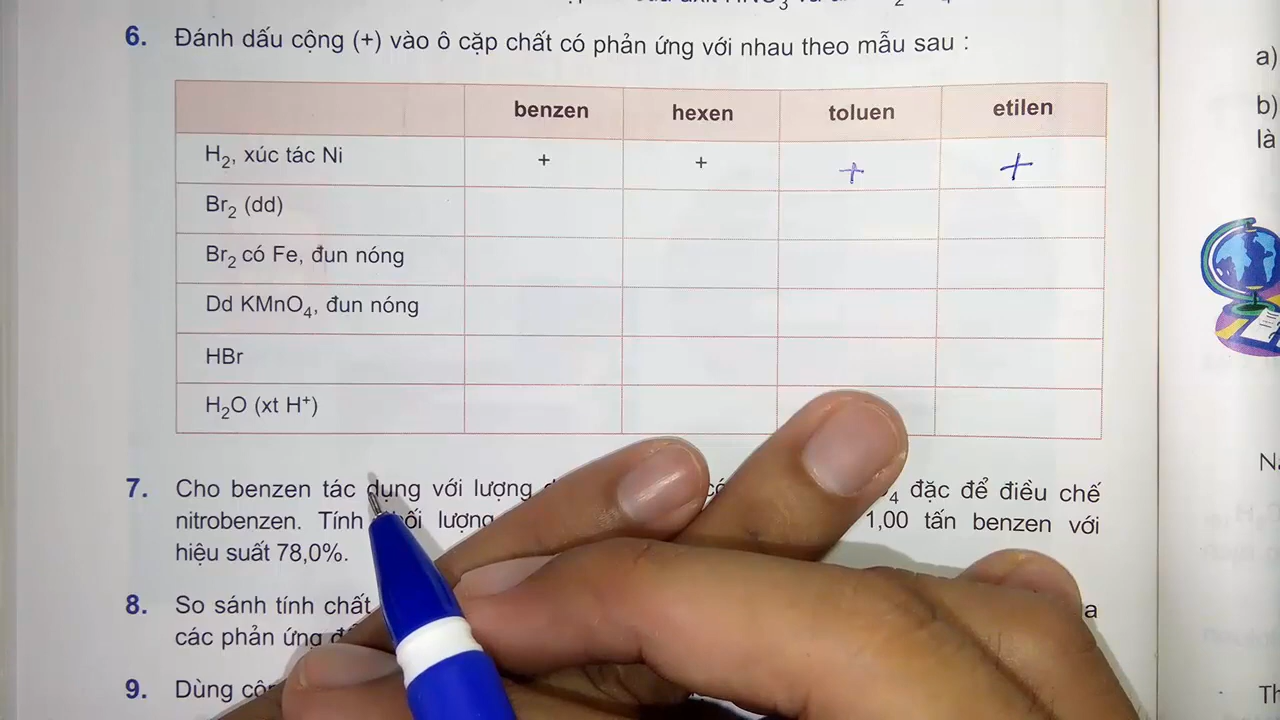 6. Đánh dấu cộng (+) vào ô cặp chất có phản ứng với nhau theo mẫu sau :
benzen hexen toluen etilen
H₂, xúc tác Ni + + + +
Br₂ (dd)
Br₂ có Fe, đun nóng
Dd KMnO₄, đun nóng
HBr
H₂O (xt H⁺)
7. Cho benzen tác dụng với lượng ₄ đặc để điều chế
nitrobenzen. Tính khối lượng 1,00 tấn benzen với
hiệu suất 78,0%.
8. So sánh tính chất
các phản ứng
9. Dùng
a)
b)
là